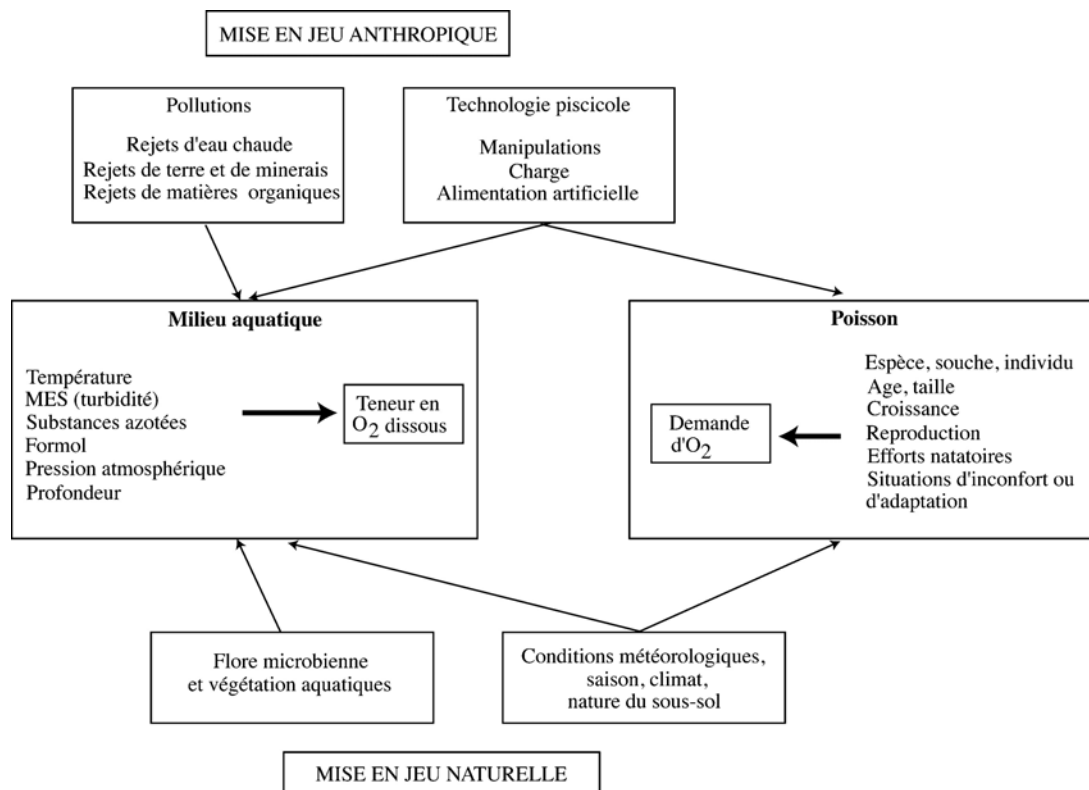 MISE EN JEU ANTHROPIQUE
Pollutions
Rejets d'eau chaude
Rejets de terre et de minerais
Rejets de matières organiques
Technologie piscicole
Manipulations
Charge
Alimentation artificielle
Milieu aquatique
Température
MES (turbidité)
Substances azotées
Formol
Pression atmosphérique
Profondeur
Teneur en
O2 dissous
Poisson
Demande
d'O2
Espèce, souche, individu
Age, taille
Croissance
Reproduction
Efforts natatoires
Situations d'inconfort ou
d'adaptation
Flore microbienne
et végétation aquatiques
Conditions météorologiques,
saison, climat,
nature du sous-sol
MISE EN JEU NATURELLE